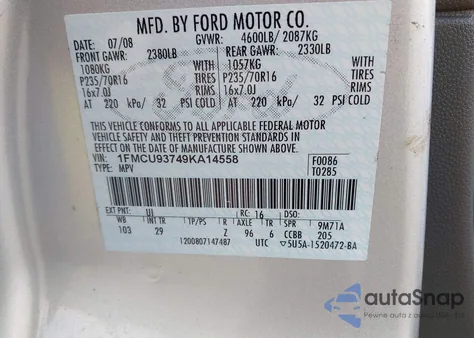 MFD. BY FORD MOTOR CO.
DATE: 07/08 GVWR: 4600LB/ 2087KG
FRONT GAWR: 2380LB REAR GAWR: 2330LB
1080KG 1057KG WITH
P235/70R16 WITH P235/70R16 TIRES
16x7.0J TIRES RIMS 16x7.0J RIMS
AT 220 kPa/ 32 PSI COLD AT 220 kPa/ 32 PSI COLD
THIS VEHICLE CONFORMS TO ALL APPLICABLE FEDERAL MOTOR
VEHICLE SAFETY AND THEFT PREVENTION STANDARDS IN
EFFECT ON THE DATE OF MANUFACTURE SHOWN ABOVE.
VIN: 1FMCU93749KA14558 F0086
TYPE: MPV T0285
EXT PNT: UJ RC: 16 DSO:
WB INT TR TP/PS R AXLE TR SPR 9M71A
103 29 Z 96 6 CCBB 205
1200807147487 UTC ▽5U5A-1520472-BA
autoSnap